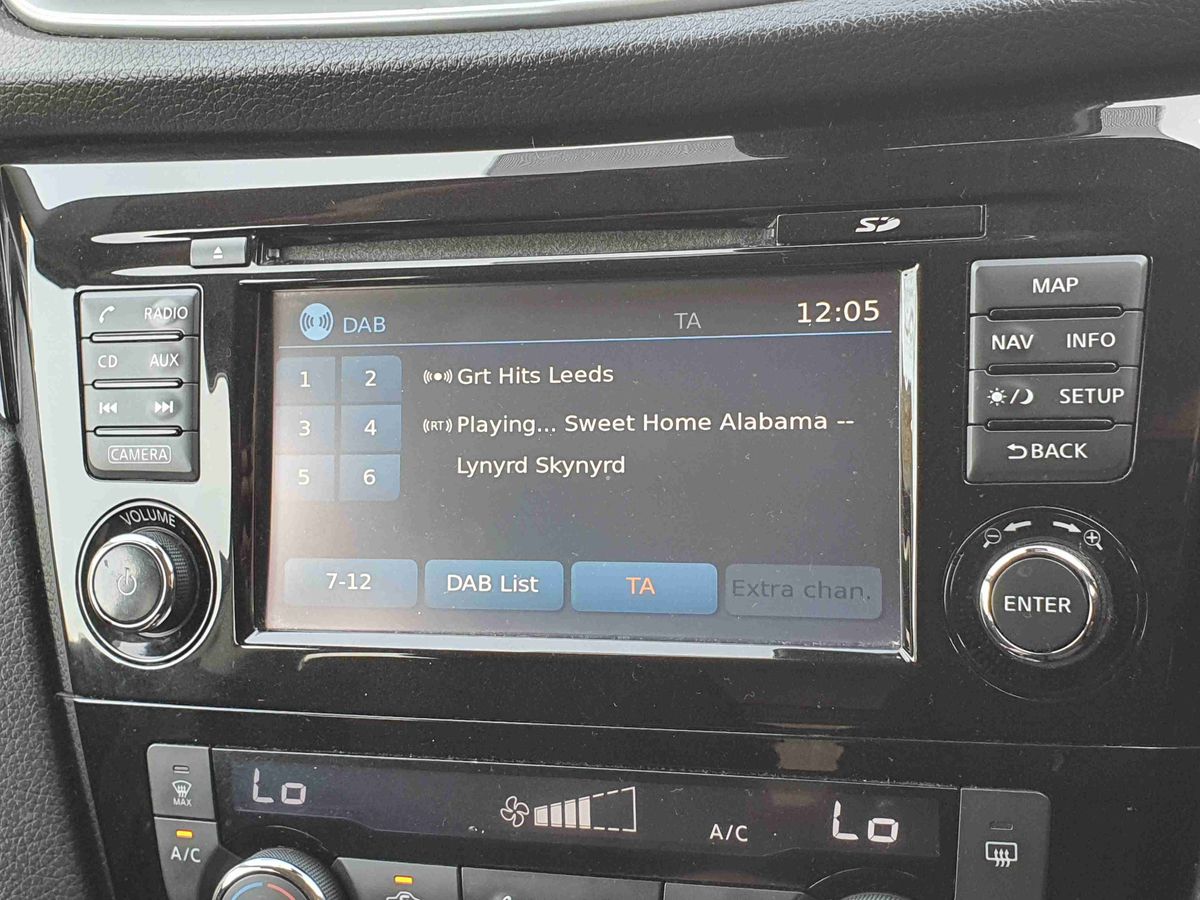 SD
RADIO
CD AUX
CAMERA
VOLUME
DAB TA 12:05
1 2
3 4
5 6
Grt Hits Leeds
(RT) Playing... Sweet Home Alabama --
Lynyrd Skynyrd
7-12 DAB List TA Extra chan.
MAP
NAV INFO
SETUP
BACK
ENTER
MAX
A/C
Lo
A/C
Lo